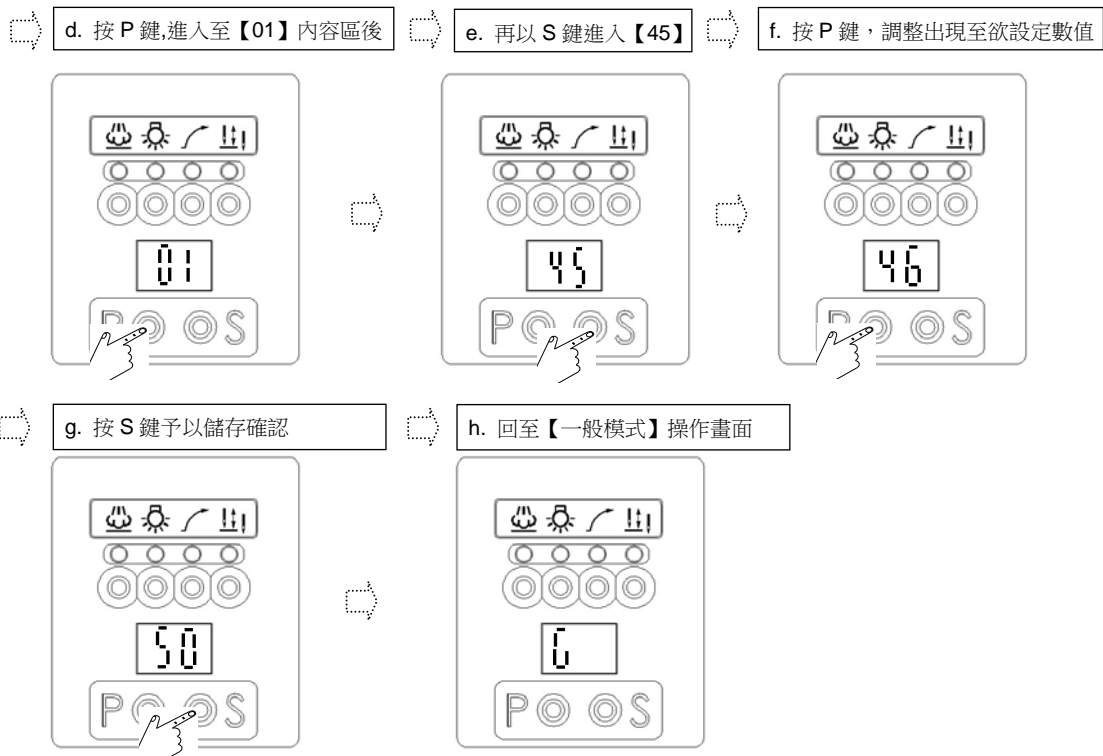 d. 按 P 鍵,進入至【01】內容區後
e. 再以 S 鍵進入【45】
f. 按 P 鍵，調整出現至欲設定數值
01
45
46
P S
P S
P S
g. 按 S 鍵予以儲存確認
h. 回至【一般模式】操作畫面
50
G
P S
P S